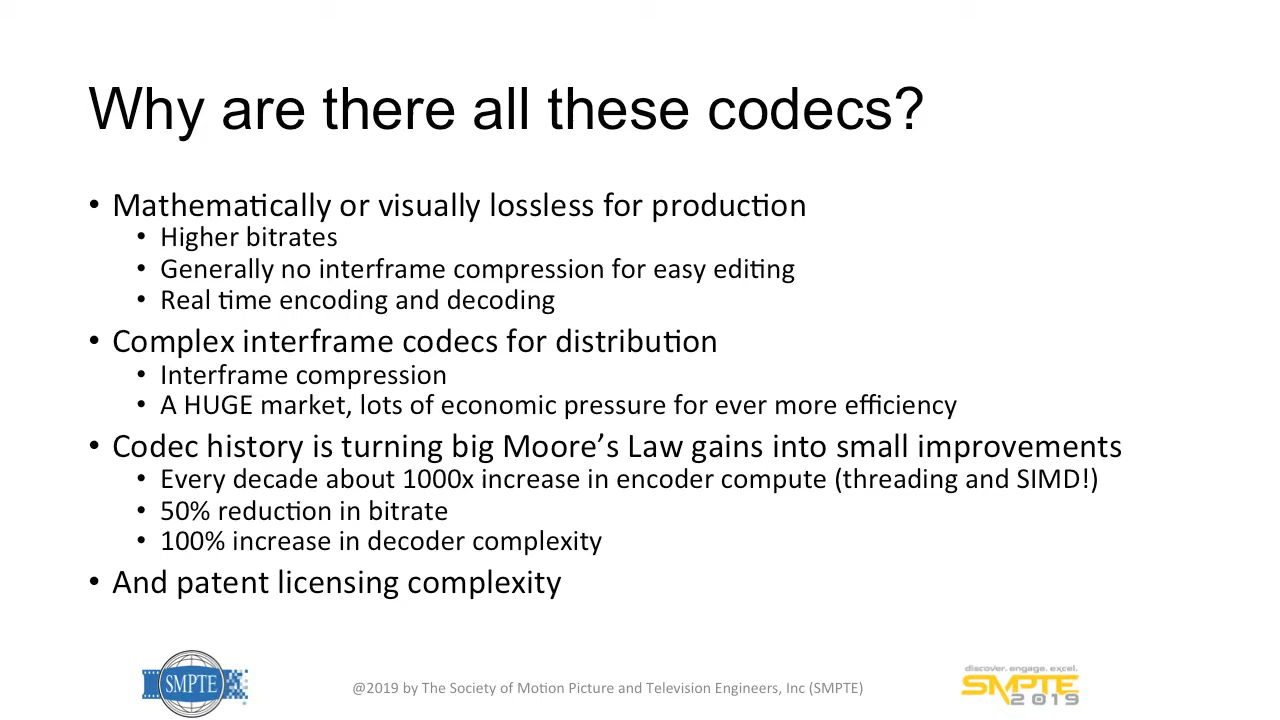 Why are there all these codecs?
• Mathematically or visually lossless for production
• Higher bitrates
• Generally no interframe compression for easy editing
• Real time encoding and decoding
• Complex interframe codecs for distribution
• Interframe compression
• A HUGE market, lots of economic pressure for ever more efficiency
• Codec history is turning big Moore’s Law gains into small improvements
• Every decade about 1000x increase in encoder compute (threading and SIMD!)
• 50% reduction in bitrate
• 100% increase in decoder complexity
• And patent licensing complexity
SMPTE
@2019 by The Society of Motion Picture and Television Engineers, Inc (SMPTE)
discover. engage. excel.
SMPTE
2019